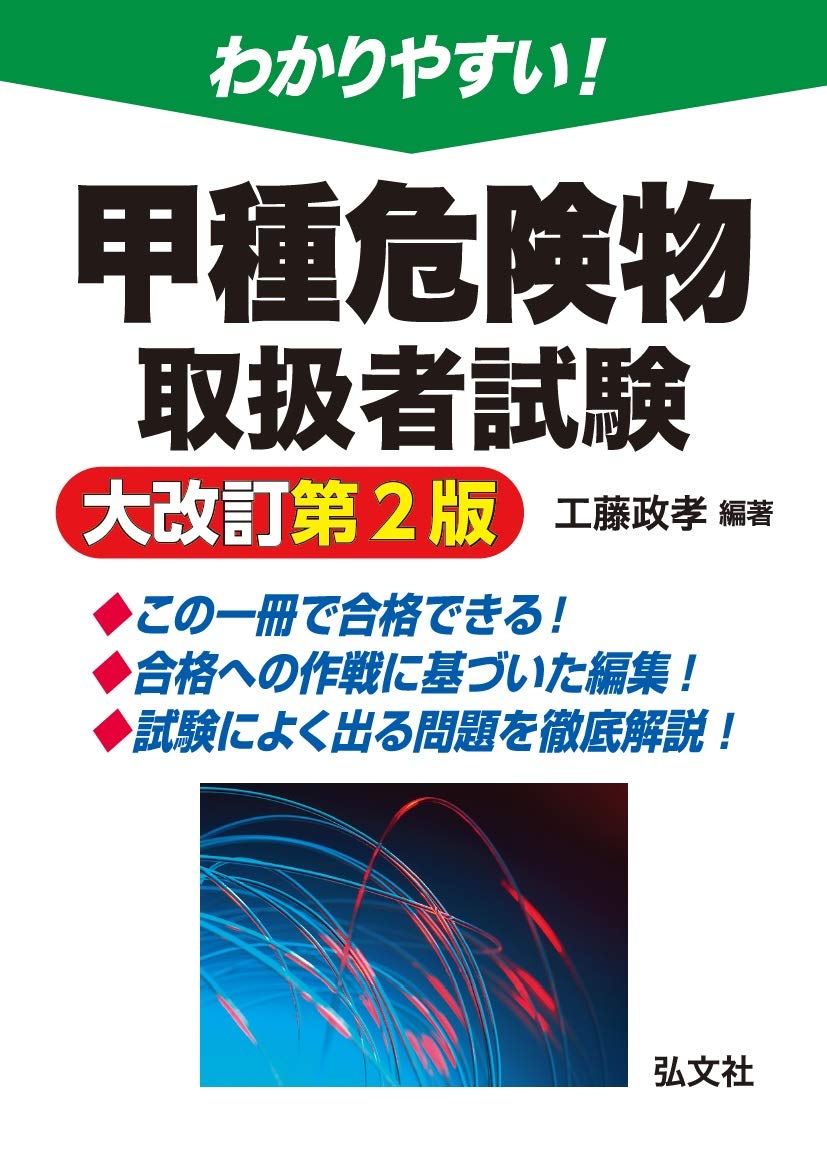 わかりやすい!
甲種危険物
取扱者試験
大改訂第2版
工藤政孝 編著
◆この一冊で合格できる!
◆合格への作戦に基づいた編集!
◆試験によく出る問題を徹底解説!
弘文社